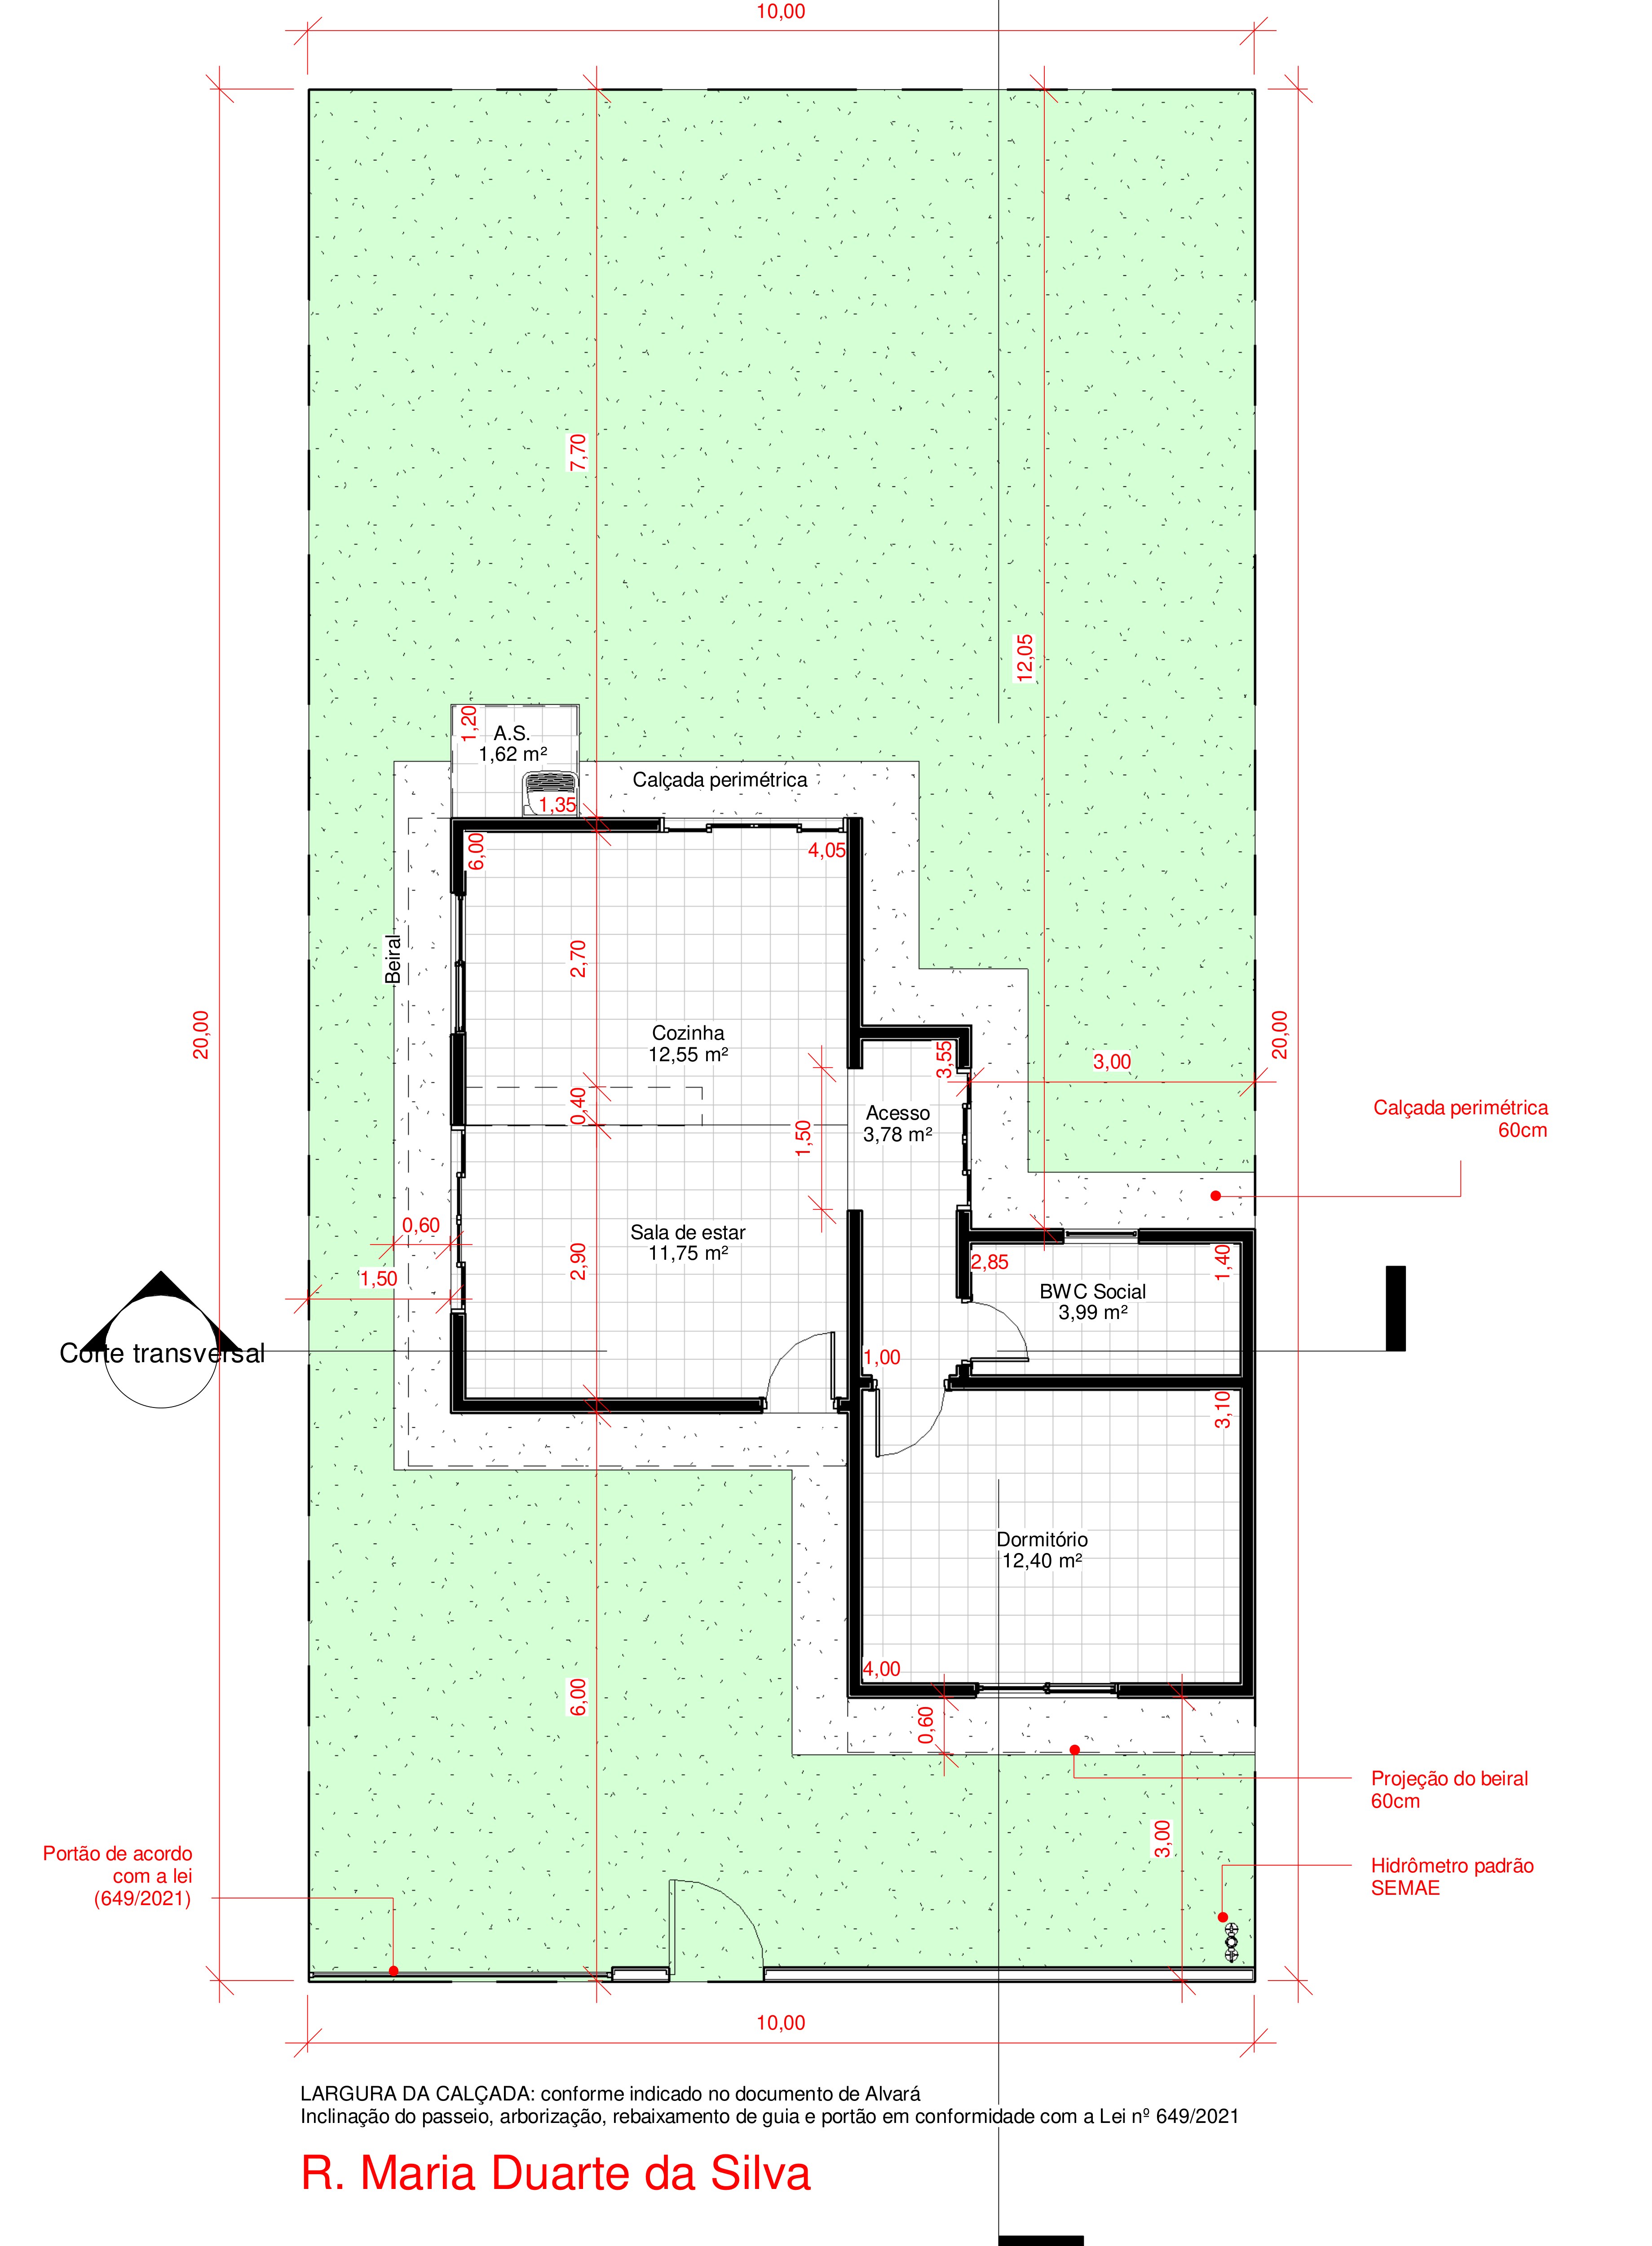 10,00
7,70
12,05
1,20
A.S.
1,62 m²
1,35
Calçada perimétrica
6,00
4,05
Beiral
2,70
20,00
20,00
Cozinha
12,55 m²
3,55
3,00
0,40
Acesso
3,78 m²
1,50
Calçada perimétrica
60cm
0,60
Sala de estar
11,75 m²
2,90
1,50
2,85
1,40
BWC Social
3,99 m²
Corte transversal
1,00
3,10
Dormitório
12,40 m²
4,00
6,00
0,60
Projeção do beiral
60cm
3,00
Portão de acordo
com a lei
(649/2021)
Hidrômetro padrão
SEMAE
10,00
LARGURA DA CALÇADA: conforme indicado no documento de Alvará
Inclinação do passeio, arborização, rebaixamento de guia e portão em conformidade com a Lei nº 649/2021
R. Maria Duarte da Silva